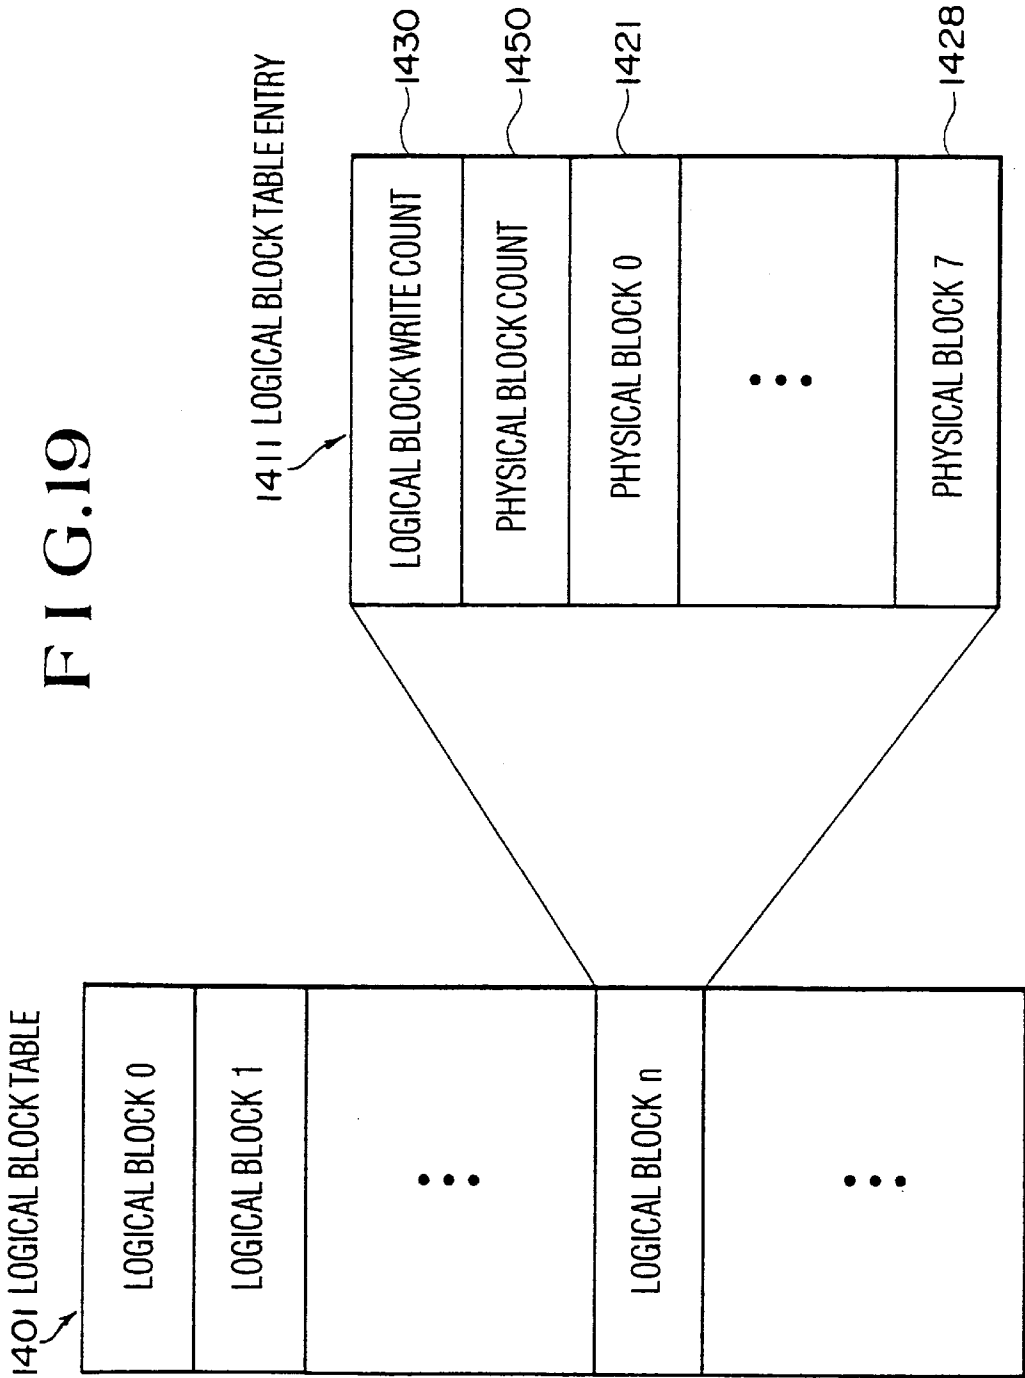 FIG.19
1401 LOGICAL BLOCK TABLE
LOGICAL BLOCK 0
LOGICAL BLOCK 1
LOGICAL BLOCK n
1411 LOGICAL BLOCK TABLE ENTRY
LOGICAL BLOCK WRITE COUNT
1430
PHYSICAL BLOCK COUNT
1450
PHYSICAL BLOCK 0
1421
PHYSICAL BLOCK 7
1428